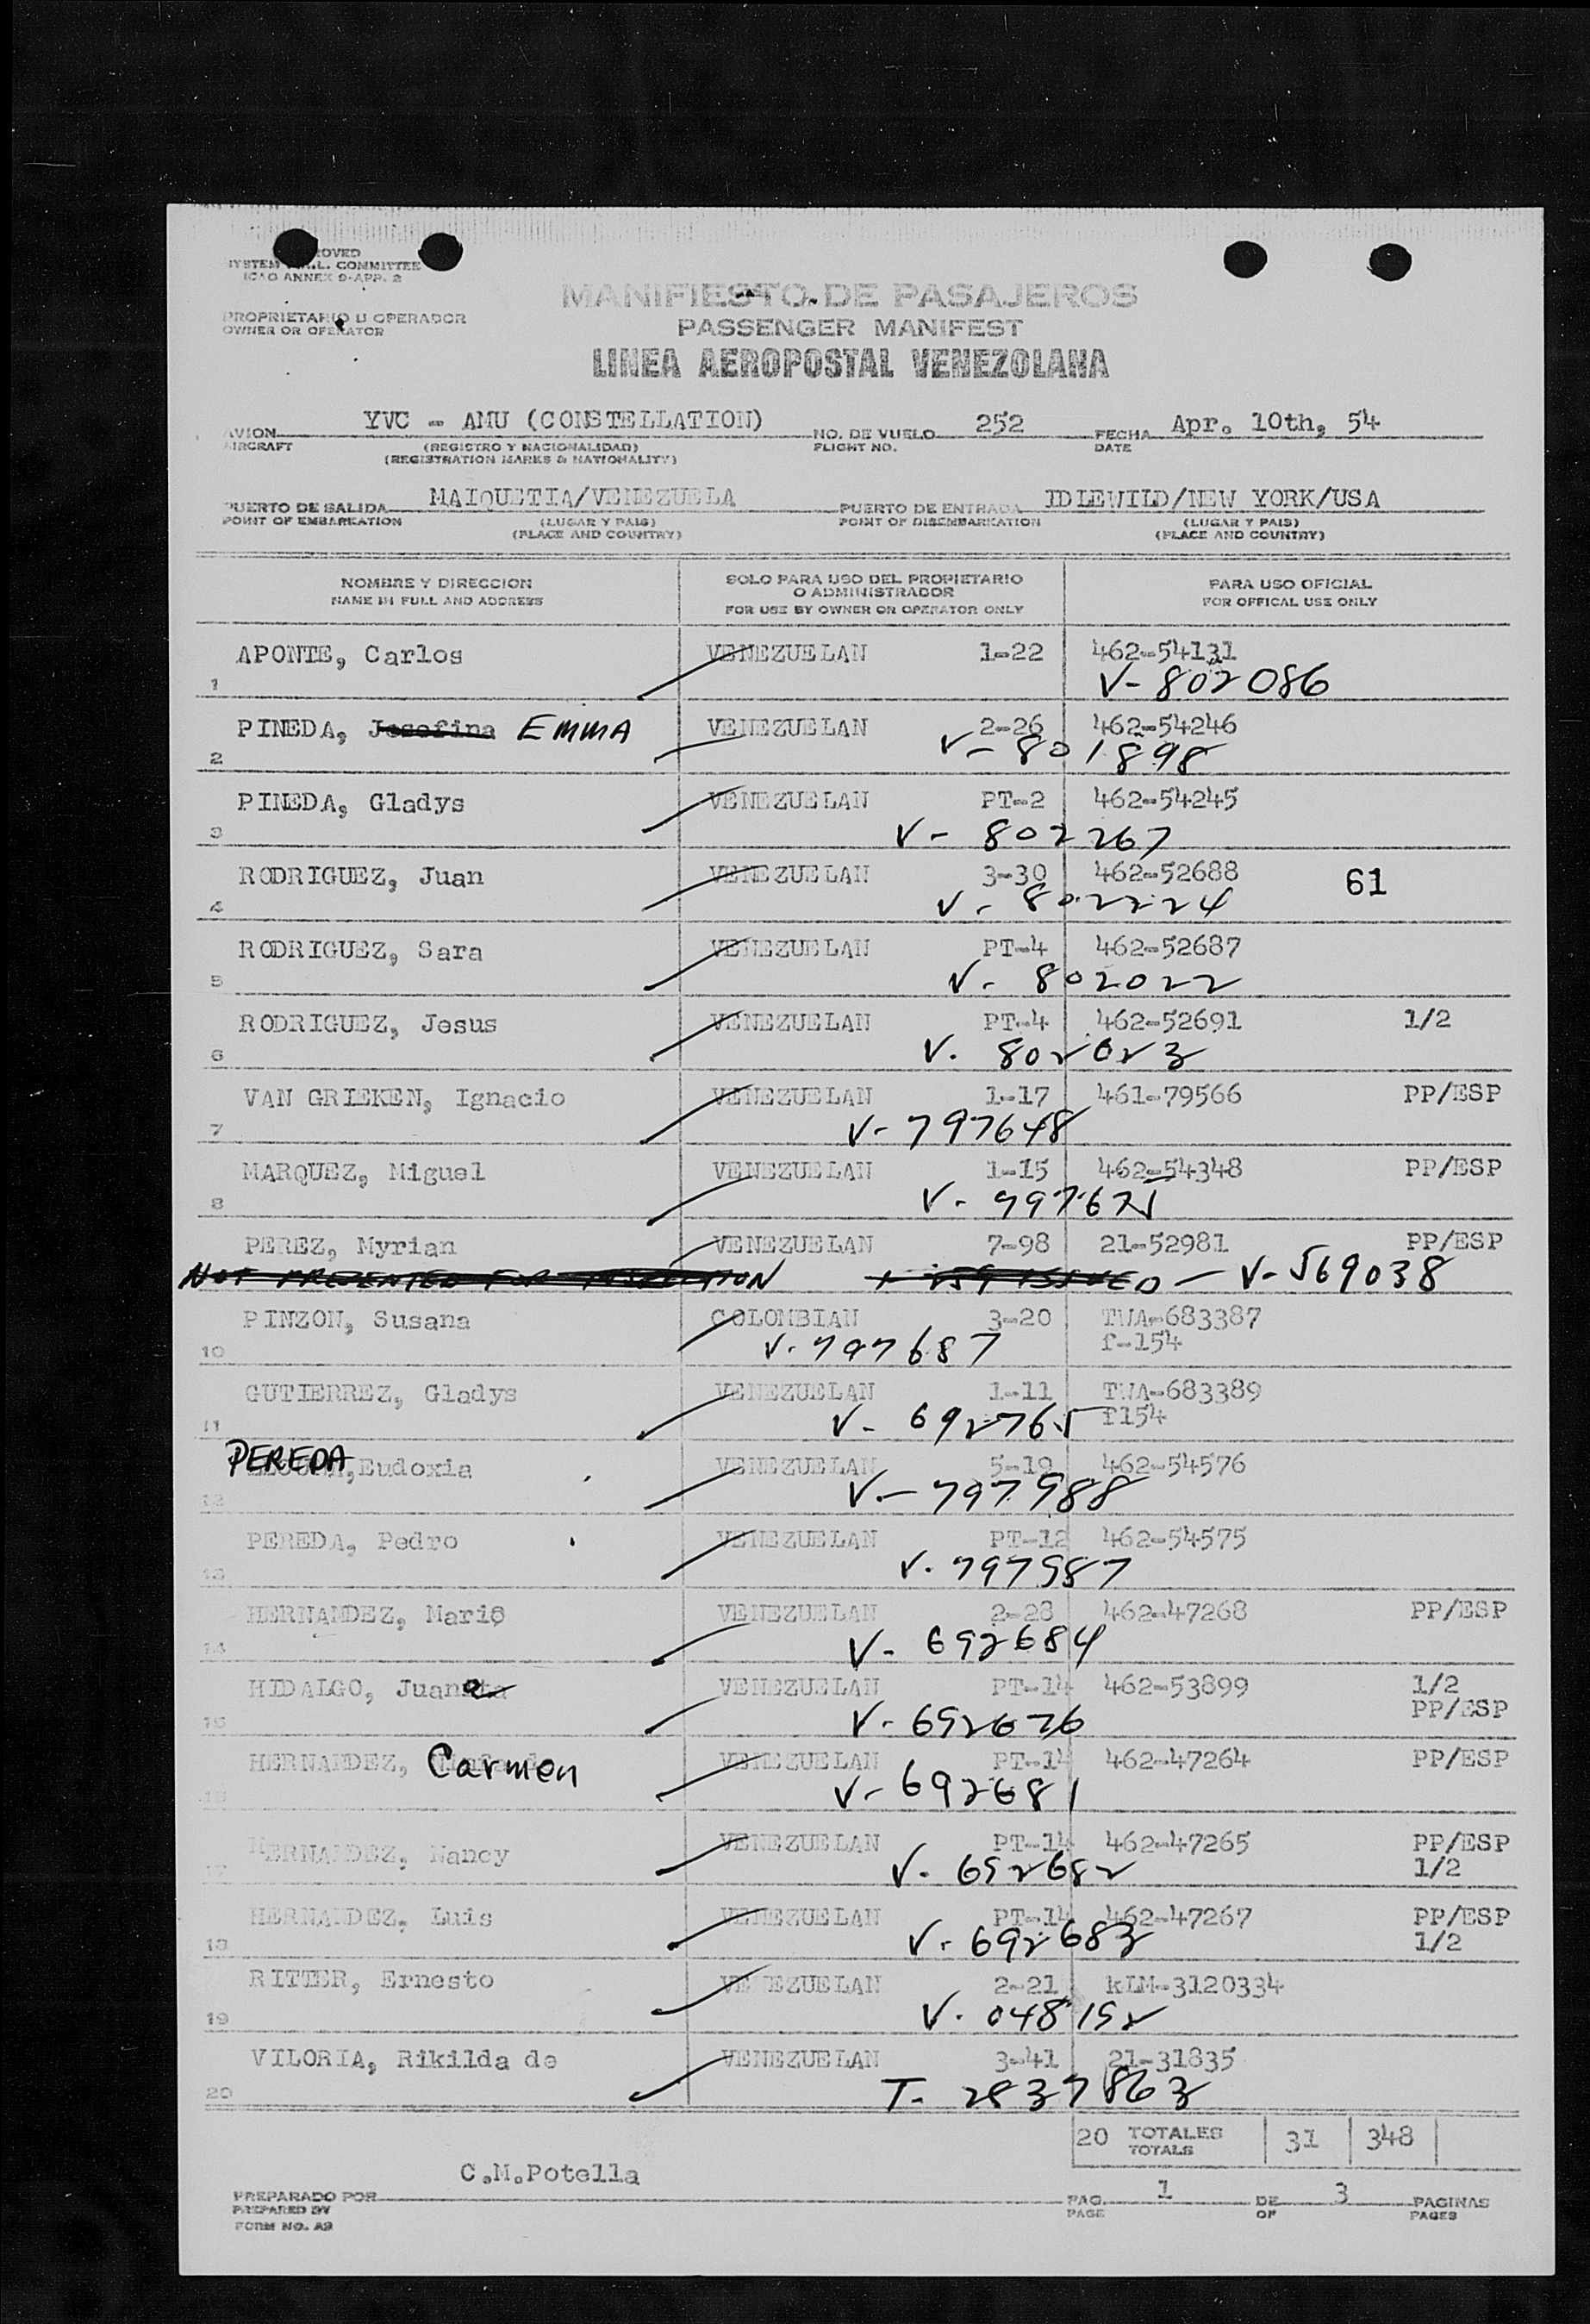 SYSTEM COMMITTEE
ICAO ANNEX 9-APP. 2
PROPRIETARIO U OPERADOR
OWNER OR OPERATOR
MANIFIESTO DE PASAJEROS
PASSENGER MANIFEST
LINEA AEROPOSTAL VENEZOLANA
AVION YVC - AMU (CONSTELLATION) NO. DE VUELO 252 FECHA Apr. 10th, 54
AIRCRAFT (REGISTRO Y NACIONALIDAD) FLIGHT NO. DATE
(REGISTRATION MARKS & NATIONALITY)
PUERTO DE SALIDA MAIQUETIA/VENEZUELA PUERTO DE ENTRADA IDLEWILD/NEW YORK/USA
POINT OF EMBARKATION (LUGAR Y PAIS) POINT OF DISEMBARKATION (LUGAR Y PAIS)
(PLACE AND COUNTRY) (PLACE AND COUNTRY)
NOMBRE Y DIRECCION SOLO PARA USO DEL PROPIETARIO O ADMINISTRADOR PARA USO OFICIAL
NAME IN FULL AND ADDRESS FOR USE BY OWNER OR OPERATOR ONLY FOR OFFICAL USE ONLY
APONTE, Carlos VENEZUELAN 1-22 462-54131
1 V- 802086
PINEDA, Josefina EMMA VENEZUELAN 2-26 462-54246
2 V- 801898
PINEDA, Gladys VENEZUELAN PT-2 462-54245
3 V- 802267
RODRIGUEZ, Juan VENEZUELAN 3-30 462-52688 61
4 V- 802224
RODRIGUEZ, Sara VENEZUELAN PT-4 462-52687
5 V- 802022
RODRIGUEZ, Jesus VENEZUELAN PT-4 462-52691 1/2
6 V. 802023
VAN GRIEKEN, Ignacio VENEZUELAN 1-17 461-79566 PP/ESP
7 V- 797648
MARQUEZ, Miguel VENEZUELAN 1-15 462-54348 PP/ESP
8 V- 797675
PEREZ, Myrian VENEZUELAN 7-98 21-52981 PP/ESP
NOT PRESENTED FOR INSPECTION ISSUED - V-569038
PINZON, Susana COLOMBIAN 3-20 TWA-683387
10 V. 797687 f-154
GUTIERREZ, Gladys VENEZUELAN 1-11 TWA-683389
11 V- 692765 f154
PEREDA, Eudoxia VENEZUELAN 5-19 462-54576
12 V- 797988
PEREDA, Pedro VENEZUELAN PT-12 462-54575
13 V. 797987
HERNANDEZ, Mario VENEZUELAN 2-28 462-47268 PP/ESP
14 V- 692684
HIDALGO, Juana VENEZUELAN PT-14 462-53899 1/2
15 V- 692676 PP/ESP
HERNANDEZ, Carmen VENEZUELAN PT-14 462-47264 PP/ESP
16 V- 692681
HERNANDEZ, Nancy VENEZUELAN PT-14 462-47265 PP/ESP
17 V- 692682 1/2
HERNANDEZ, Luis VENEZUELAN PT-14 462-47267 PP/ESP
18 V- 692683 1/2
RITTER, Ernesto VENEZUELAN 2-21 kLM-3120334
19 V. 048152
VILORIA, Rikilda de VENEZUELAN 3-41 21-31835
20 T- 2837863
20 TOTALES 31 348
TOTALS
C.M.Potella
PREPARADO POR PAG. 1 DE 3 PAGINAS
PREPARED BY PAGE OF PAGES
FORM NO. A3